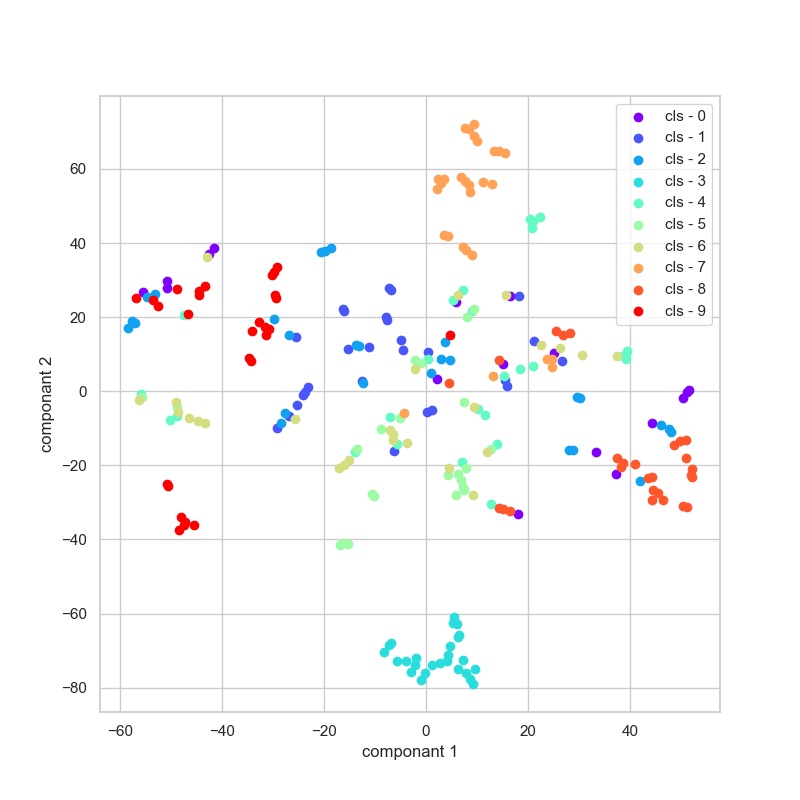 cls - 0
cls - 1
cls - 2
cls - 3
cls - 4
cls - 5
cls - 6
cls - 7
cls - 8
cls - 9
componant 2
60
40
20
0
−20
−40
−60
−80
−60 −40 −20 0 20 40
componant 1